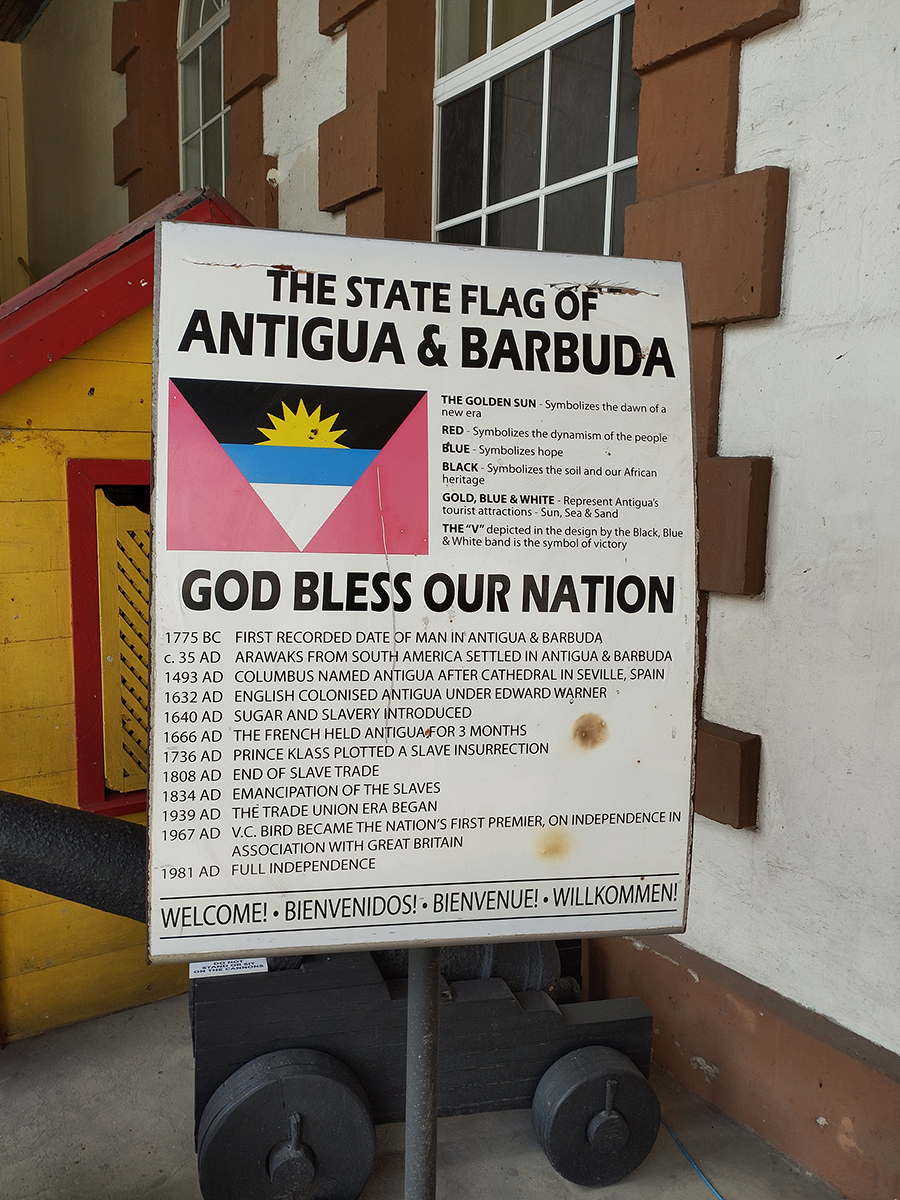 THE STATE FLAG OF
ANTIGUA & BARBUDA
THE GOLDEN SUN - Symbolizes the dawn of a
new era
RED - Symbolizes the dynamism of the people
BLUE - Symbolizes hope
BLACK - Symbolizes the soil and our African
heritage
GOLD, BLUE & WHITE - Represent Antigua's
tourist attractions - Sun, Sea & Sand
THE "V" depicted in the design by the Black, Blue
& White band is the symbol of victory
GOD BLESS OUR NATION
1775 BC FIRST RECORDED DATE OF MAN IN ANTIGUA & BARBUDA
c. 35 AD ARAWAKS FROM SOUTH AMERICA SETTLED IN ANTIGUA & BARBUDA
1493 AD COLUMBUS NAMED ANTIGUA AFTER CATHEDRAL IN SEVILLE, SPAIN
1632 AD ENGLISH COLONISED ANTIGUA UNDER EDWARD WARNER
1640 AD SUGAR AND SLAVERY INTRODUCED
1666 AD THE FRENCH HELD ANTIGUA FOR 3 MONTHS
1736 AD PRINCE KLASS PLOTTED A SLAVE INSURRECTION
1808 AD END OF SLAVE TRADE
1834 AD EMANCIPATION OF THE SLAVES
1939 AD THE TRADE UNION ERA BEGAN
1967 AD V.C. BIRD BECAME THE NATION'S FIRST PREMIER, ON INDEPENDENCE IN
ASSOCIATION WITH GREAT BRITAIN
1981 AD FULL INDEPENDENCE
WELCOME! • BIENVENIDOS! • BIENVENUE! • WILLKOMMEN!
DO NOT
STAND OR SIT
ON THE CANNONS